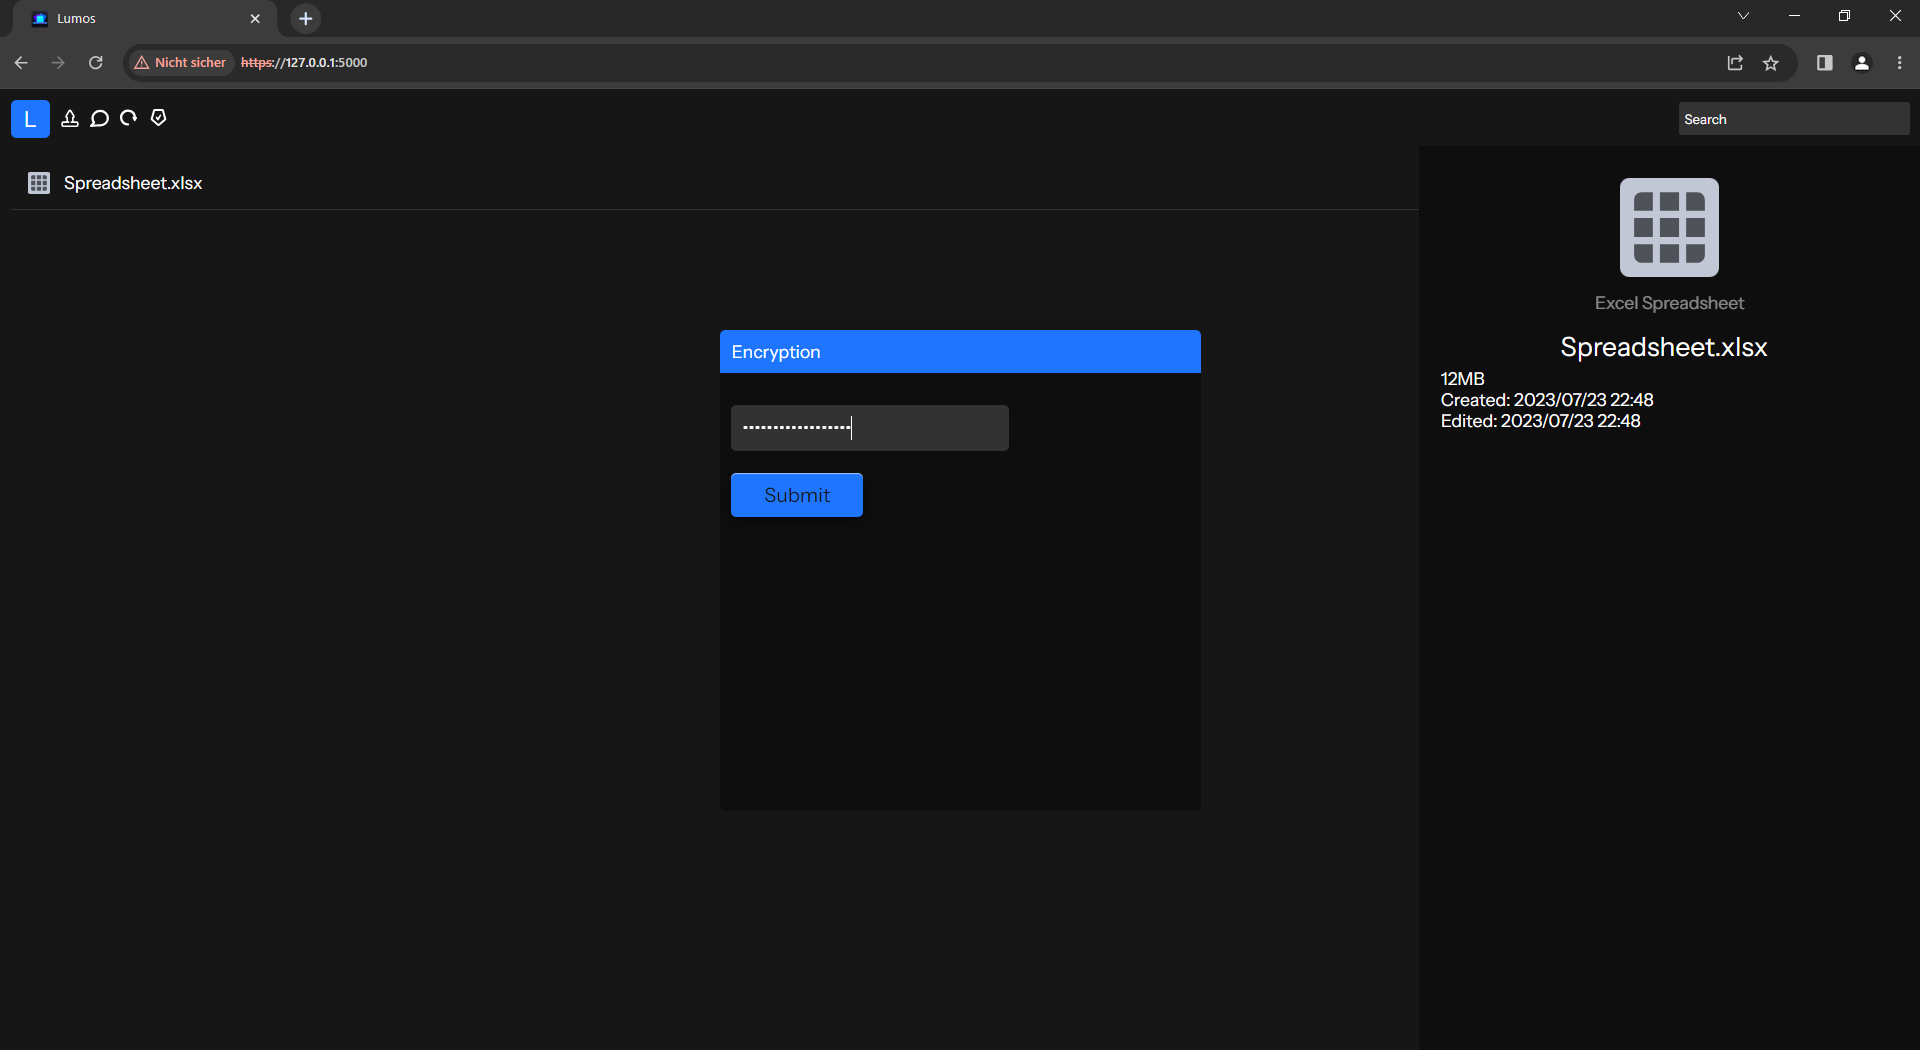 Lumos
Nicht sicher https://127.0.0.1:5000
L
Search
Spreadsheet.xlsx
Encryption
Submit
Excel Spreadsheet
Spreadsheet.xlsx
12MB
Created: 2023/07/23 22:48
Edited: 2023/07/23 22:48